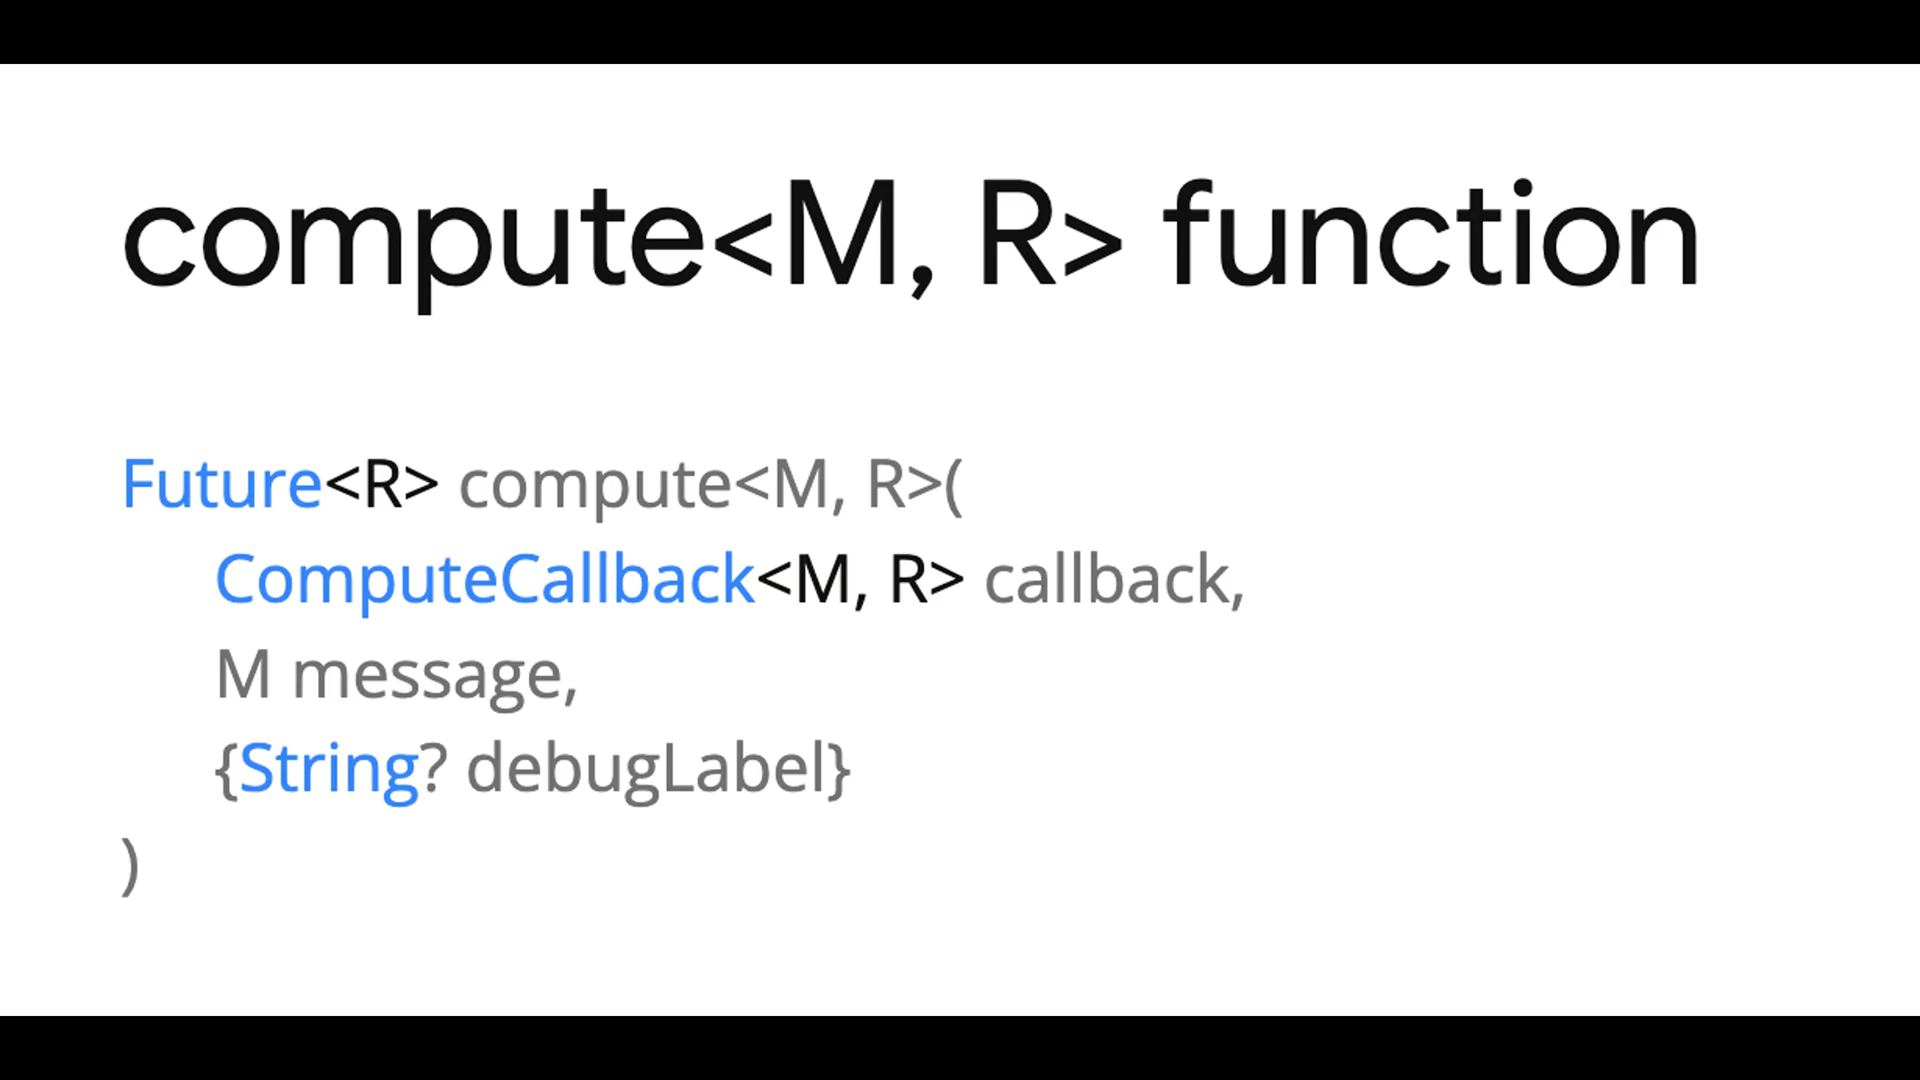 compute<M, R> function
Future<R> compute<M, R>(
ComputeCallback<M, R> callback,
M message,
{String? debugLabel}
)